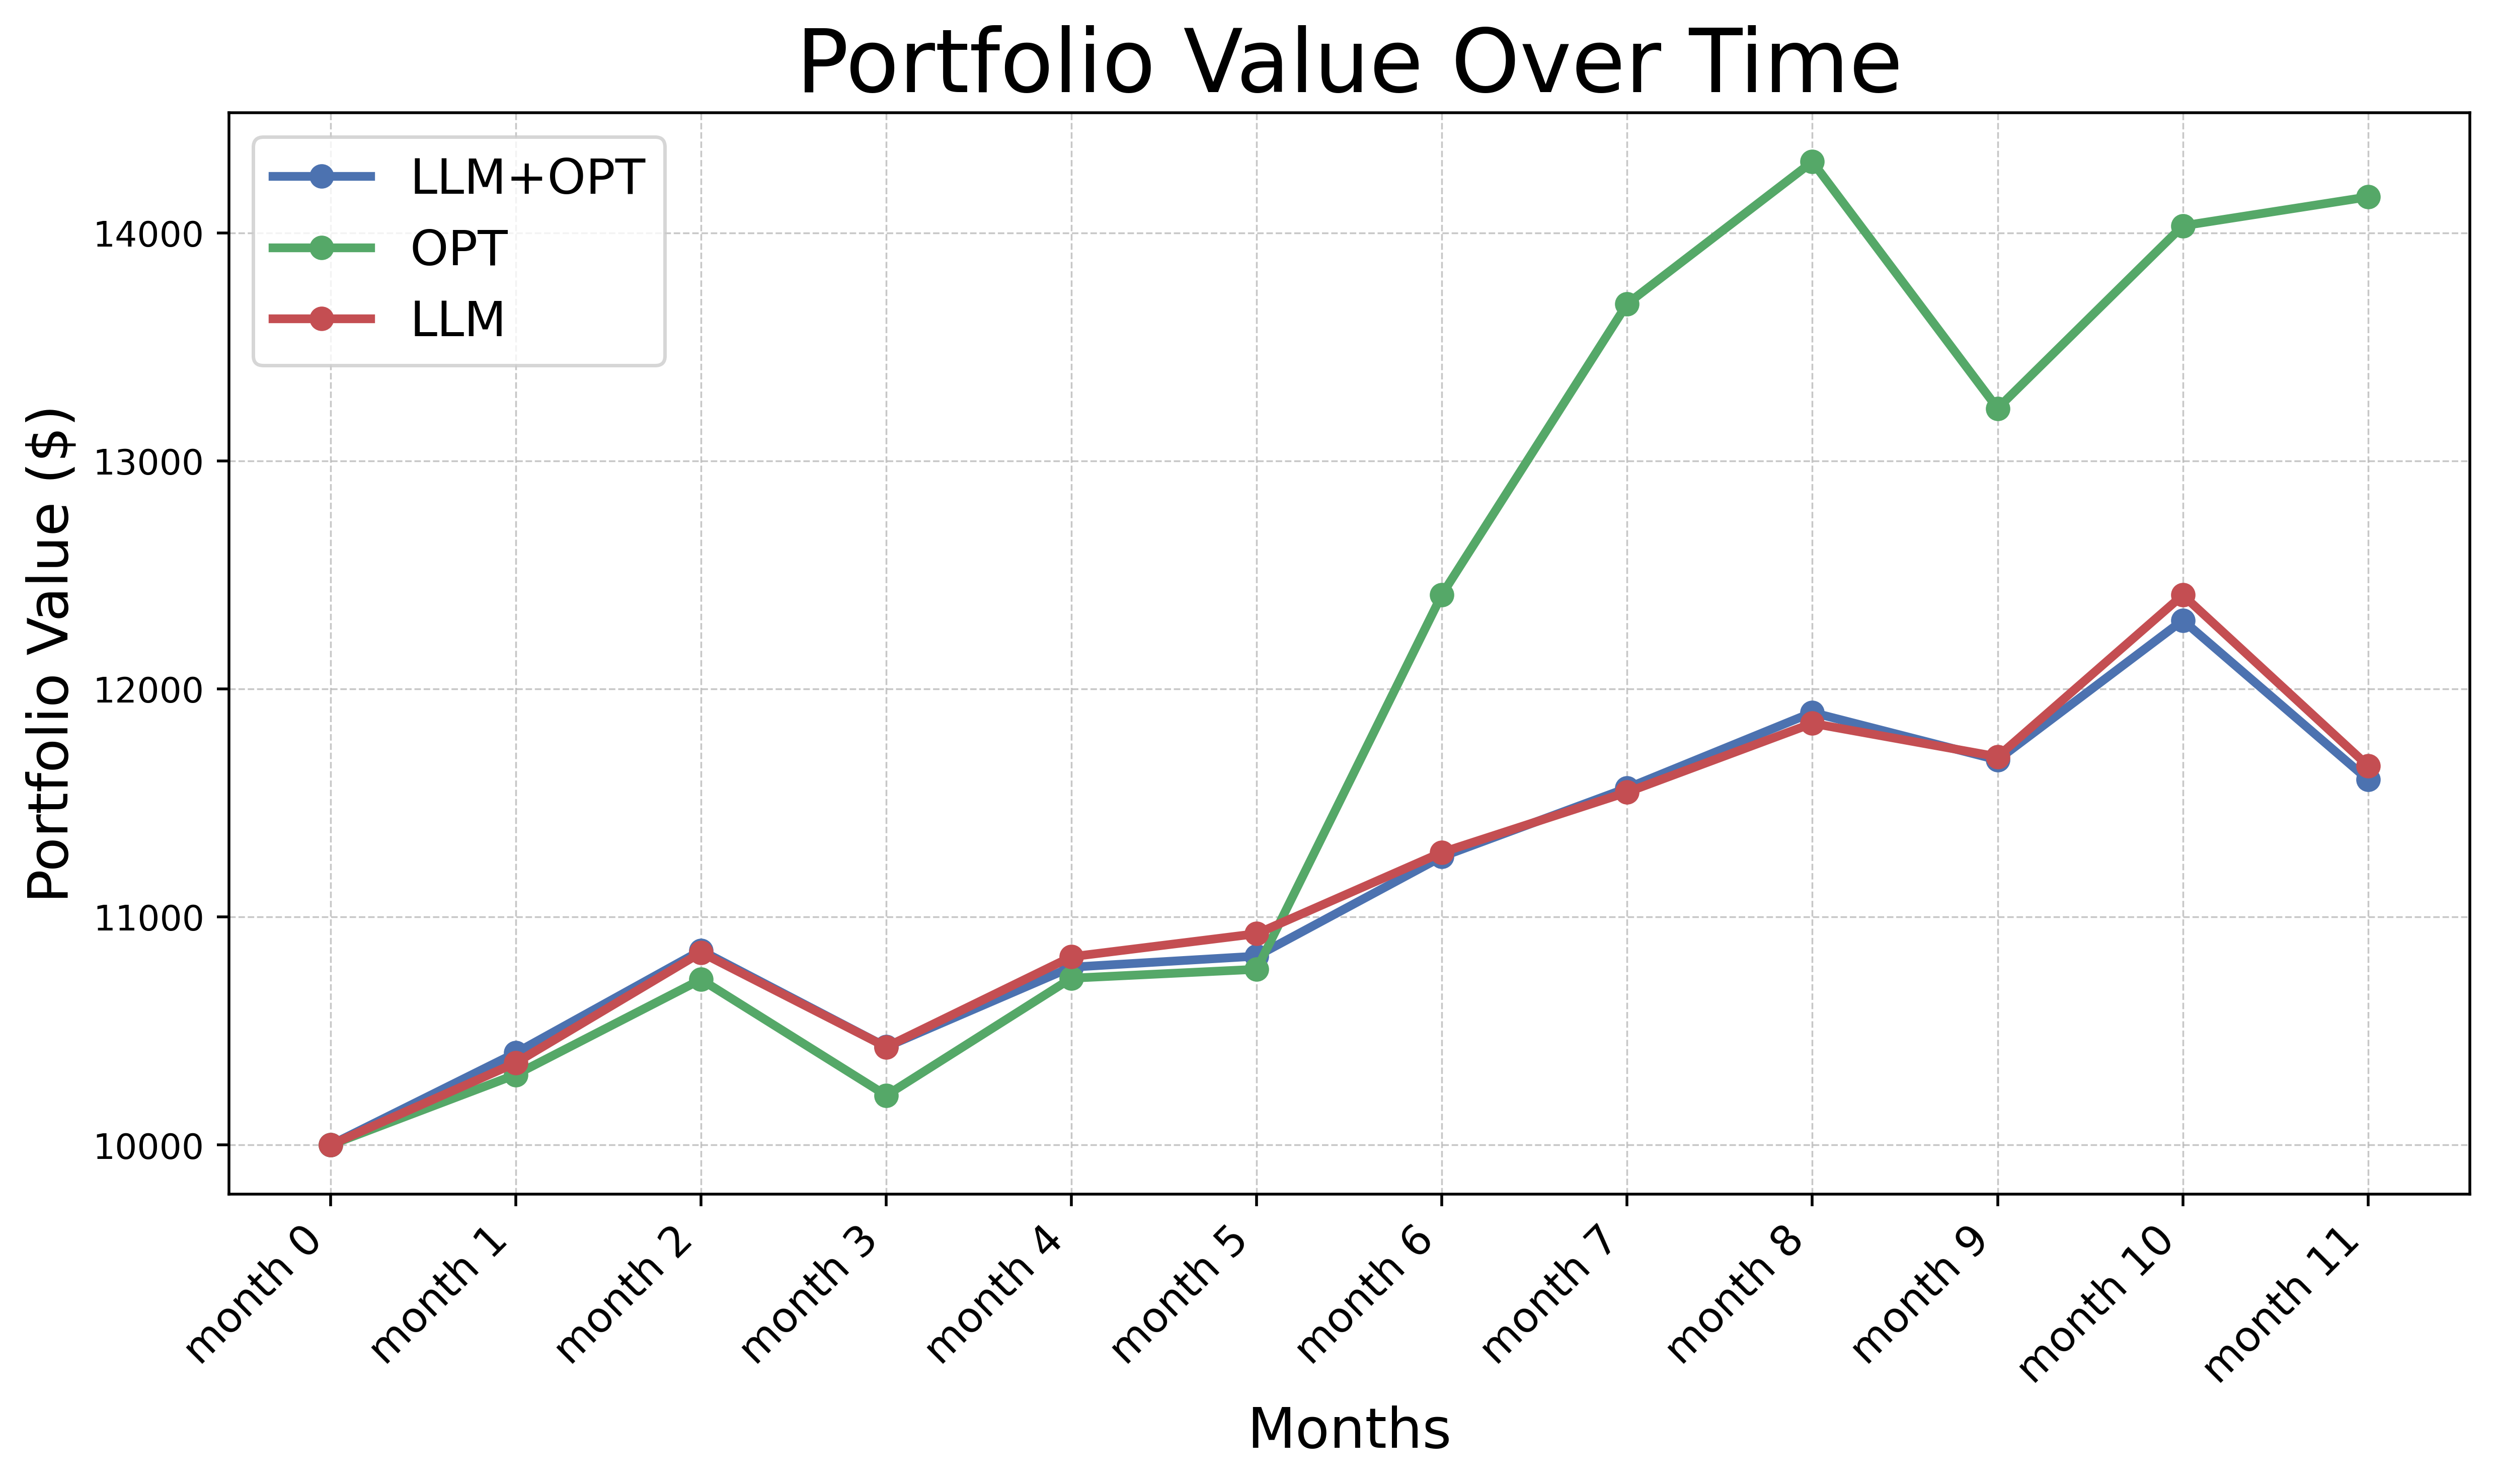 Portfolio Value Over Time
LLM+OPT
OPT
LLM
Portfolio Value ($)
14000
13000
12000
11000
10000
month 0
month 1
month 2
month 3
month 4
month 5
month 6
month 7
month 8
month 9
month 10
month 11
Months